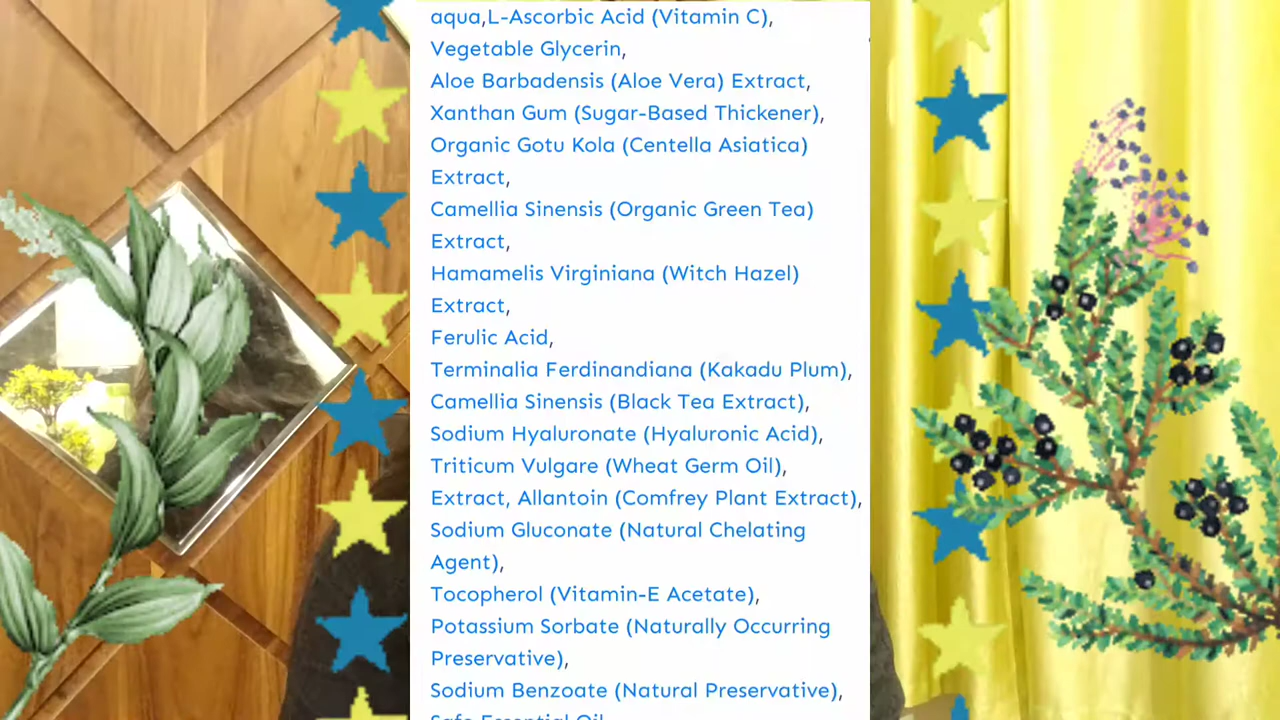 aqua,L-Ascorbic Acid (Vitamin C),
Vegetable Glycerin,
Aloe Barbadensis (Aloe Vera) Extract,
Xanthan Gum (Sugar-Based Thickener),
Organic Gotu Kola (Centella Asiatica)
Extract,
Camellia Sinensis (Organic Green Tea)
Extract,
Hamamelis Virginiana (Witch Hazel)
Extract,
Ferulic Acid,
Terminalia Ferdinandiana (Kakadu Plum),
Camellia Sinensis (Black Tea Extract),
Sodium Hyaluronate (Hyaluronic Acid),
Triticum Vulgare (Wheat Germ Oil),
Extract, Allantoin (Comfrey Plant Extract),
Sodium Gluconate (Natural Chelating
Agent),
Tocopherol (Vitamin-E Acetate),
Potassium Sorbate (Naturally Occurring
Preservative),
Sodium Benzoate (Natural Preservative),
Safe Essential Oil